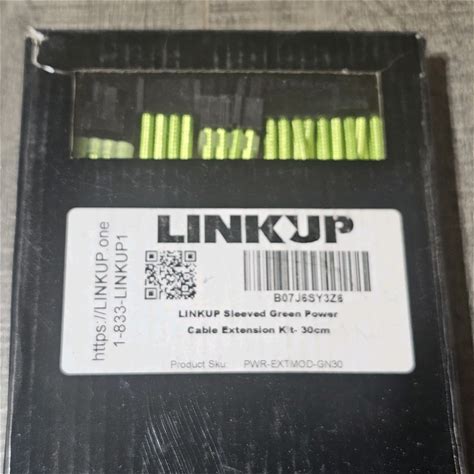 LINKUP
https://LINKUP.one
1-833-LINKUP1
B07J6SY3Z6
LINKUP Sleeved Green Power
Cable Extension Kit- 30cm
Product Sku: PWR-EXTMOD-GN30